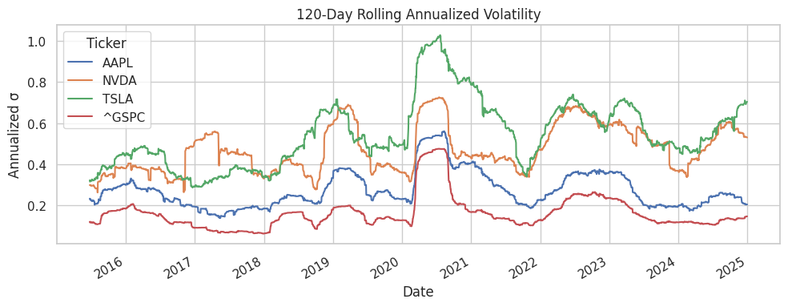 120-Day Rolling Annualized Volatility
Annualized σ
1.0
0.8
0.6
0.4
0.2
Ticker
AAPL
NVDA
TSLA
^GSPC
2016
2017
2018
2019
2020
2021
2022
2023
2024
2025
Date